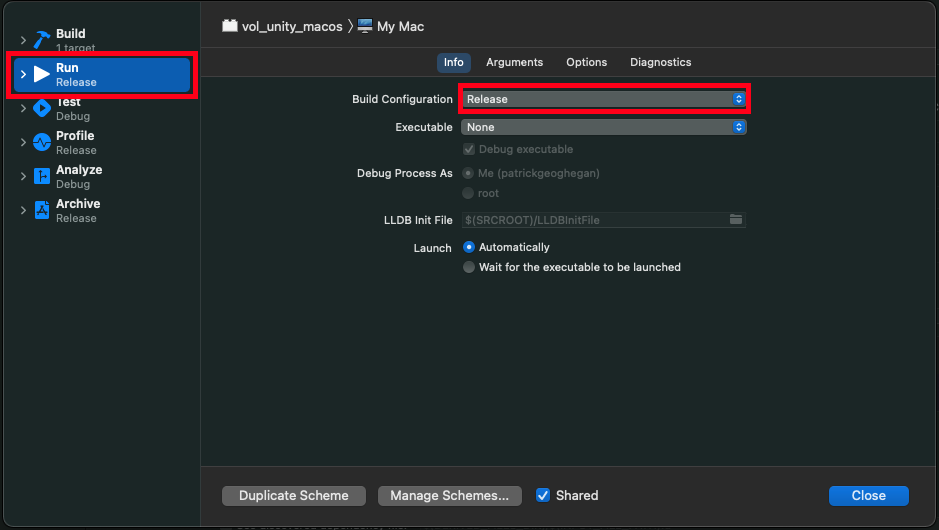 vol_unity_macos
My Mac
Build
1 target
Run
Release
Test
Debug
Profile
Release
Analyze
Debug
Archive
Release
Info
Arguments
Options
Diagnostics
Build Configuration
Release
Executable
None
Debug executable
Debug Process As
Me (patrickgeoghegan)
root
LLDB Init File
$(SRCROOT)/LLDBInitFile
Launch
Automatically
Wait for the executable to be launched
Duplicate Scheme
Manage Schemes...
Shared
Close